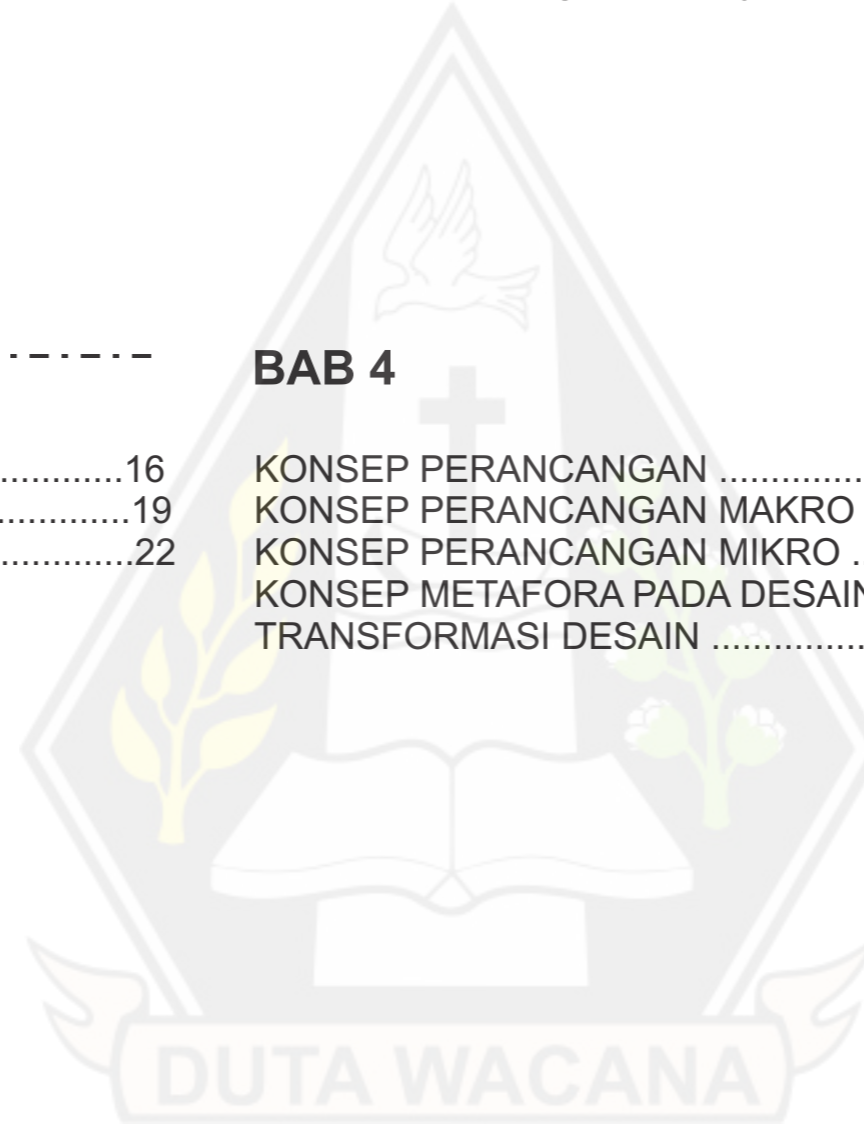 ............16
.............19
..............22
BAB 4
KONSEP PERANCANGAN ..............
KONSEP PERANCANGAN MAKRO
KONSEP PERANCANGAN MIKRO ..
KONSEP METAFORA PADA DESAIN
TRANSFORMASI DESAIN ...............
DUTA WACANA